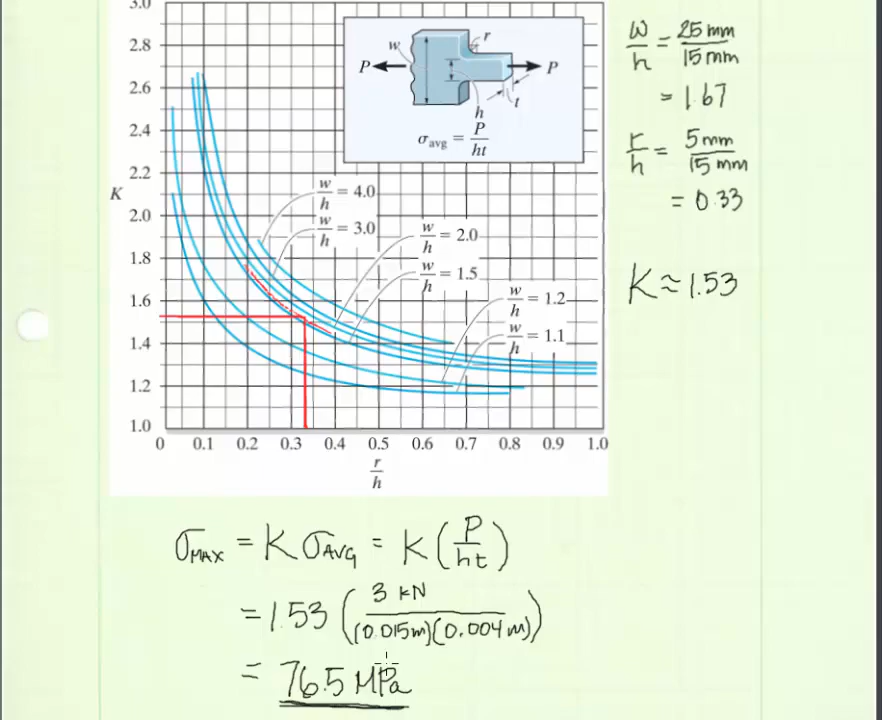 3.0
2.8
2.6
2.4
2.2
K
2.0
1.8
1.6
1.4
1.2
1.0
0 0.1 0.2 0.3 0.4 0.5 0.6 0.7 0.8 0.9 1.0
r/h
w r
P P
h t
σavg = P/ht
w/h = 4.0
w/h = 3.0
w/h = 2.0
w/h = 1.5
w/h = 1.2
w/h = 1.1
w/h = 25 mm/15 mm
= 1.67
r/h = 5 mm/15 mm
= 0.33
K ≈ 1.53
σMAX = K σAVG = K (P/ht)
= 1.53 (3 kN/(0.015m)(0.004m))
= 76.5 MPa